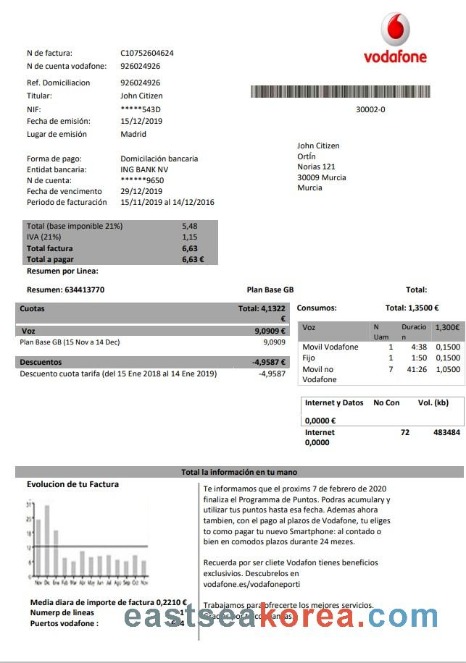 vodafone
N de factura: C10752604624
N de cuenta vodafone: 926024926
Ref. Domiciliacion 926024926
Titular: John Citizen
NIF: *****543D
Fecha de emisión: 15/12/2019
Lugar de emisión Madrid
30002-0
John Citizen
Ortín
Norias 121
30009 Murcia
Murcia
Forma de pago: Domicilación bancaria
Entidat bancaria: ING BANK NV
N de cuenta: ******9650
Fecha de vencimento 29/12/2019
Periodo de facturación 15/11/2019 al 14/12/2016
Total (base imponible 21%) 5,48
IVA (21%) 1,15
Total factura 6,63
Total a pagar 6,63 €
Resumen por Linea:
Resumen: 634413770 Plan Base GB Total:
Cuotas Total: 4,1322 €
Voz 9,0909 €
Plan Base GB (15 Nov a 14 Dec) 9,0909
Descuentos -4,9587 €
Descuento cuota tarifa (del 15 Ene 2018 al 14 Ene 2019) -4,9587
Consumos: Total: 1,3500 €
Voz N Uam Duracio n 1,300€
Movil Vodafone 1 4:38 0,1500
Fijo 1 1:50 0,1500
Movil no Vodafone 7 41:26 1,0500
Internet y Datos No Con Vol. (kb)
0,0000 €
Internet 72 483484
0,0000
Total la información en tu mano
Evolucion de tu Factura
Nov Dic Ene Feb Mar Abr May Jun Jul Ago Sep Oct Nov
Media diara de importe de factura 0,2210 €
Numerp de lineas 1
Puertos vodafone :
Te informamos que el proxims 7 de febrero de 2020
finaliza el Programa de Puntos. Podras acumulary y
utilizar pus puntos hasta esa fecha. Ademas ahora
tambien, con el pago al plazos de Vodafone, tu eliges
to como pagar tu nuevo Smartphone: al contado o
bien en comodos plazos durante 24 mezes.
Recuerda por ser cliete Vodafon tienes beneficios
exclusivios. Descubrelos en
vodafone.es/vodafoneporti
Trabajamos para ofrecerte los mejores servicios.
eastseakorea.com